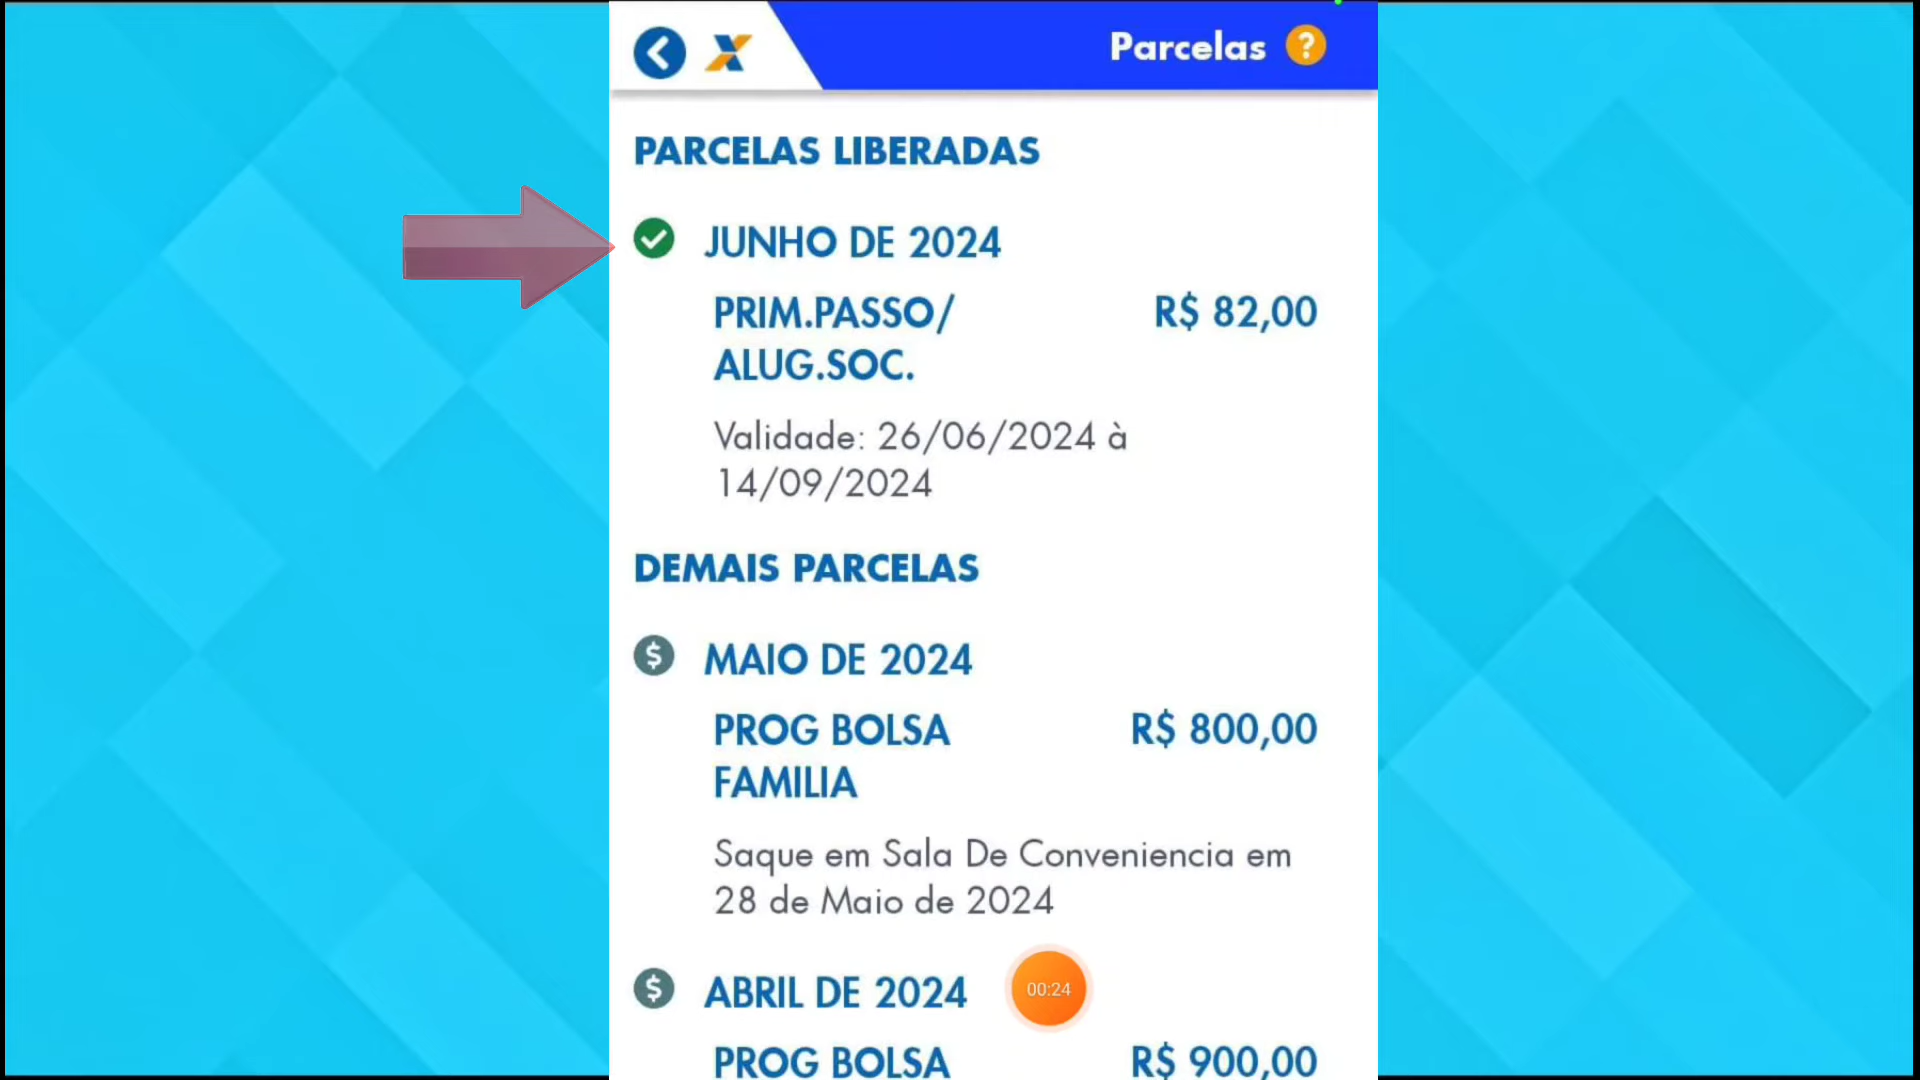 Parcelas ?
PARCELAS LIBERADAS
JUNHO DE 2024
PRIM.PASSO/ R$ 82,00
ALUG.SOC.
Validade: 26/06/2024 à
14/09/2024
DEMAIS PARCELAS
$ MAIO DE 2024
PROG BOLSA R$ 800,00
FAMILIA
Saque em Sala De Conveniencia em
28 de Maio de 2024
$ ABRIL DE 2024 00:24
PROG BOLSA R$ 900,00